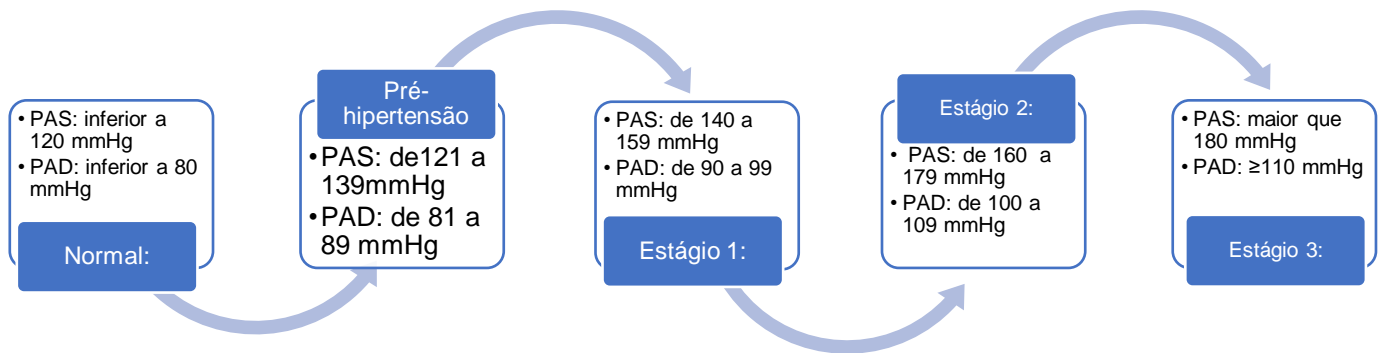 • PAS: inferior a
120 mmHg
• PAD: inferior a 80
mmHg
Normal:
Pré-
hipertensão
• PAS: de121 a
139mmHg
• PAD: de 81 a
89 mmHg
• PAS: de 140 a
159 mmHg
• PAD: de 90 a 99
mmHg
Estágio 1:
Estágio 2:
• PAS: de 160 a
179 mmHg
• PAD: de 100 a
109 mmHg
• PAS: maior que
180 mmHg
• PAD: ≥110 mmHg
Estágio 3: